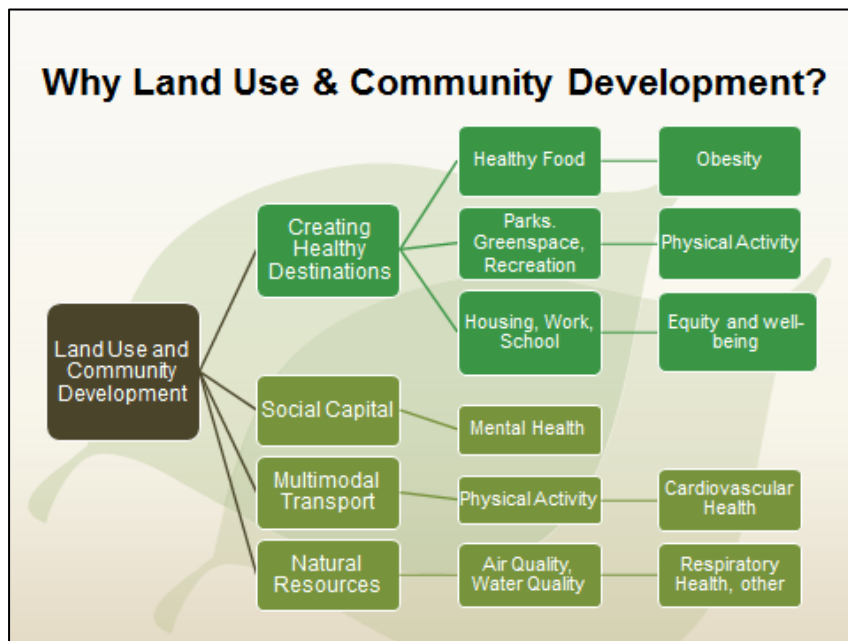 Why Land Use & Community Development?
Healthy Food
Obesity
Creating
Healthy
Destinations
Parks.
Greenspace,
Recreation
Physical Activity
Housing, Work,
School
Equity and well-
being
Land Use and
Community
Development
Social Capital
Mental Health
Multimodal
Transport
Physical Activity
Cardiovascular
Health
Natural
Resources
Air Quality,
Water Quality
Respiratory
Health, other